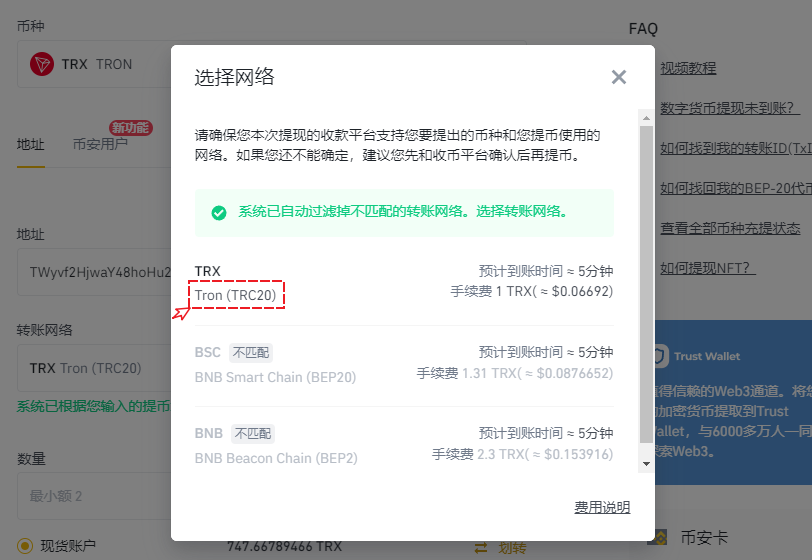 币种
TRX TRON
新功能
地址 币安用户
地址
TWyvf2HjwaY48hoHu2
转账网络
TRX Tron (TRC20)
系统已根据您输入的提币
数量
最小额 2
现货账户
747.66789466 TRX
划转
选择网络
请确保您本次提现的收款平台支持您要提出的币种和您提币使用的
网络。如果您还不能确定，建议您先和收币平台确认后再提币。
系统已自动过滤掉不匹配的转账网络。选择转账网络。
TRX
预计到账时间 ≈ 5分钟
Tron (TRC20)
手续费 1 TRX( ≈ $0.06692)
BSC 不匹配
预计到账时间 ≈ 5分钟
BNB Smart Chain (BEP20)
手续费 1.31 TRX( ≈ $0.0876652)
BNB 不匹配
预计到账时间 ≈ 5分钟
BNB Beacon Chain (BEP2)
手续费 2.3 TRX( ≈ $0.153916)
费用说明
FAQ
视频教程
数字货币提现未到账？
如何找到我的转账ID(TxI
如何找回我的BEP-20代币
查看全部币种充提状态
如何提现NFT？
Trust Wallet
值得信赖的Web3通道。将您
加密货币提取到Trust
Wallet，与6000多万人一同
探索Web3。
币安卡